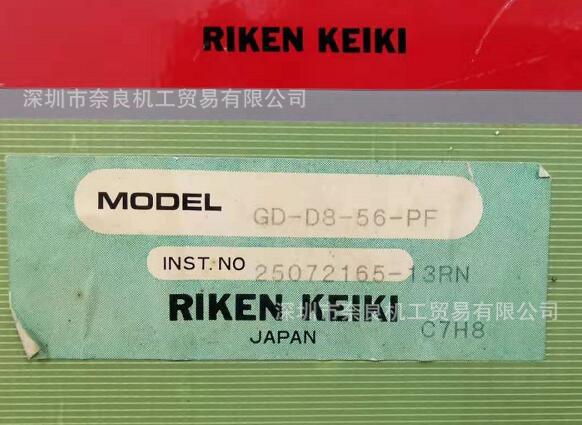 RIKEN KEIKI
深圳市奈良机工贸易有限公司
MODEL GD-D8-56-PF
INST.NO 25072165-13RN
RIKEN KEIKI
深圳市奈良机工贸易有限公司
JAPAN C7H8